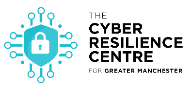 THE
CYBER
RESILIENCE
CENTRE
FOR GREATER MANCHESTER